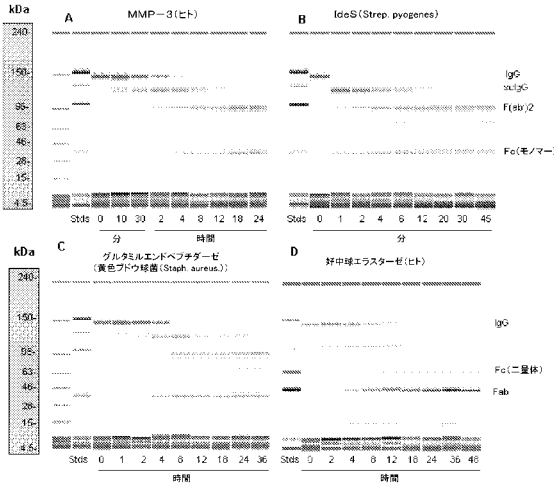 kDa
A
MMP-3(ヒト)
B
IdeS(Strep. pyogenes)
240-
150-
95-
63-
46-
28-
15-
4.5-
IgG
scIgG
F(ab')2
Fc(モノマー)
Stds 0 10 30 2 4 8 12 18 24
分 時間
Stds 0 1 2 4 6 12 20 30 45
分
kDa
C
グルタミルエンドペプチダーゼ
(黄色ブドウ球菌(Staph. aureus.))
D
好中球エラスターゼ(ヒト)
240-
150-
95-
63-
46-
28-
15-
4.5-
IgG
Fc(二量体)
Fab
Stds 0 1 2 4 8 12 18 24 36
時間
Stds 0 2 4 8 12 18 24 36 48
時間